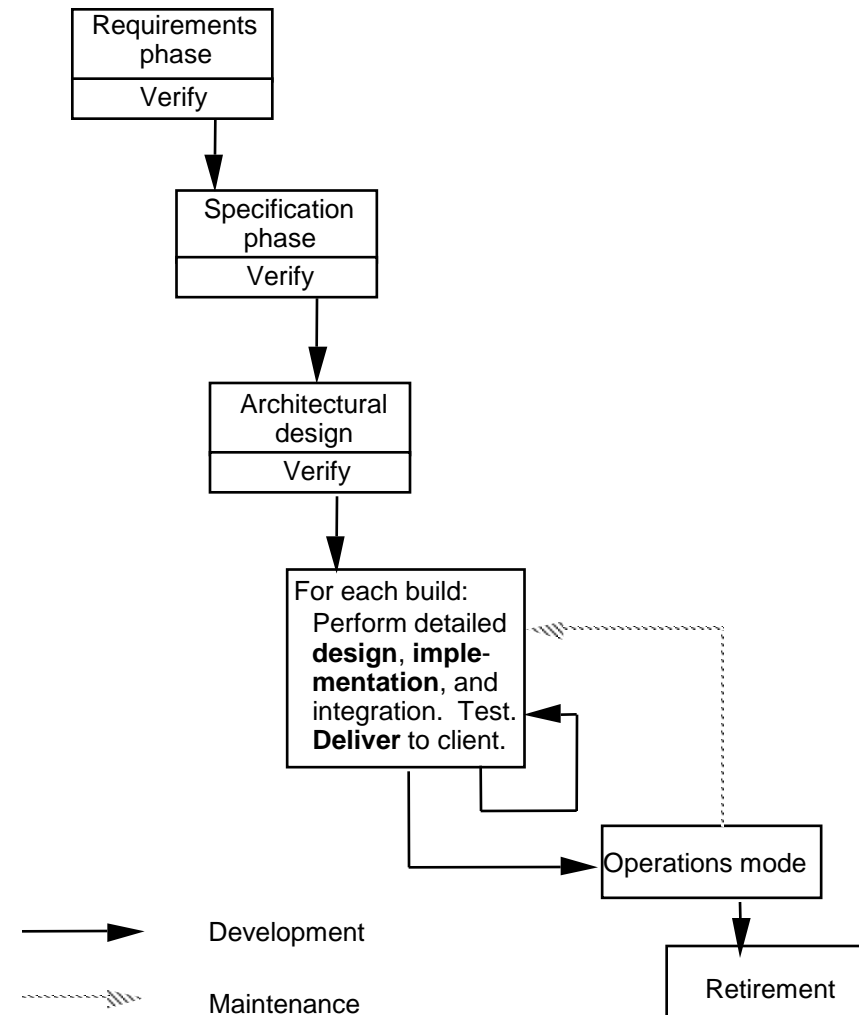 Requirements
phase
Verify
Specification
phase
Verify
Architectural
design
Verify
For each build:
Perform detailed
design, imple-
mentation, and
integration.  Test.
Deliver to client.
Operations mode
Development
Retirement
Maintenance